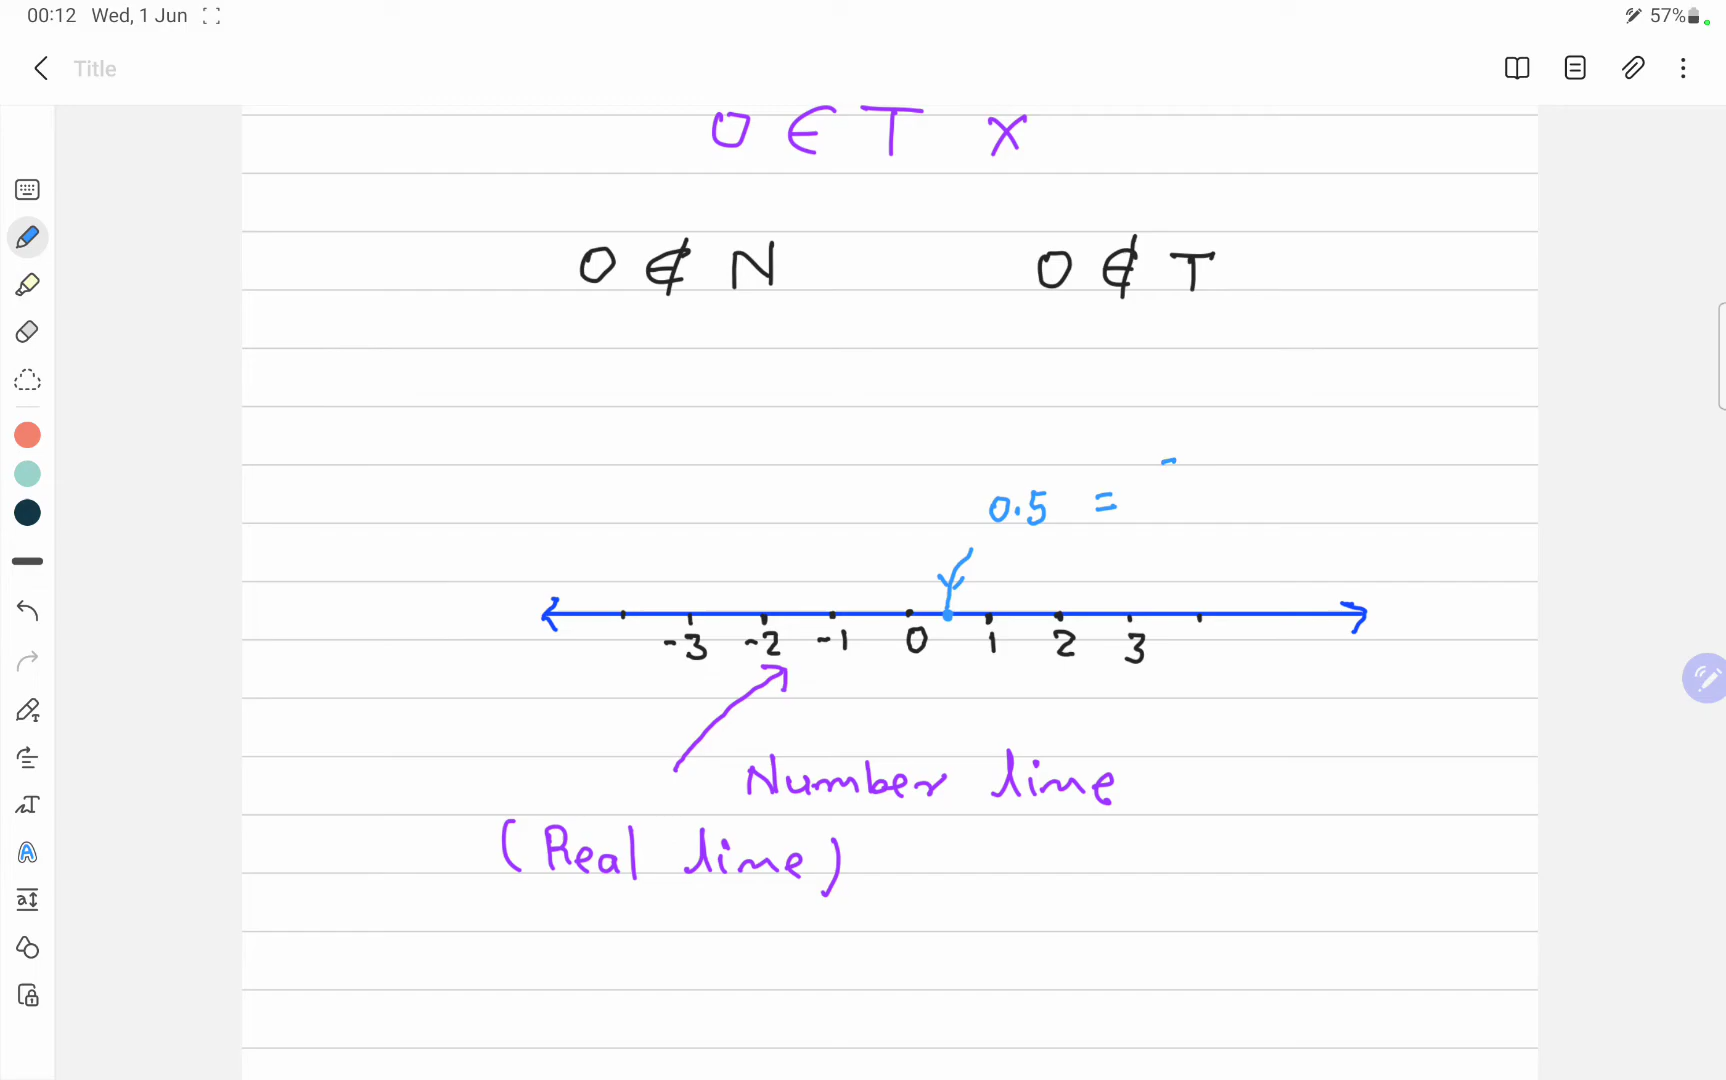 00:12 Wed, 1 Jun 57%
Title
0 ∈ T ×
0 ∉ N 0 ∉ T
0.5 =
-3 -2 -1 0 1 2 3
Number line
(Real line)